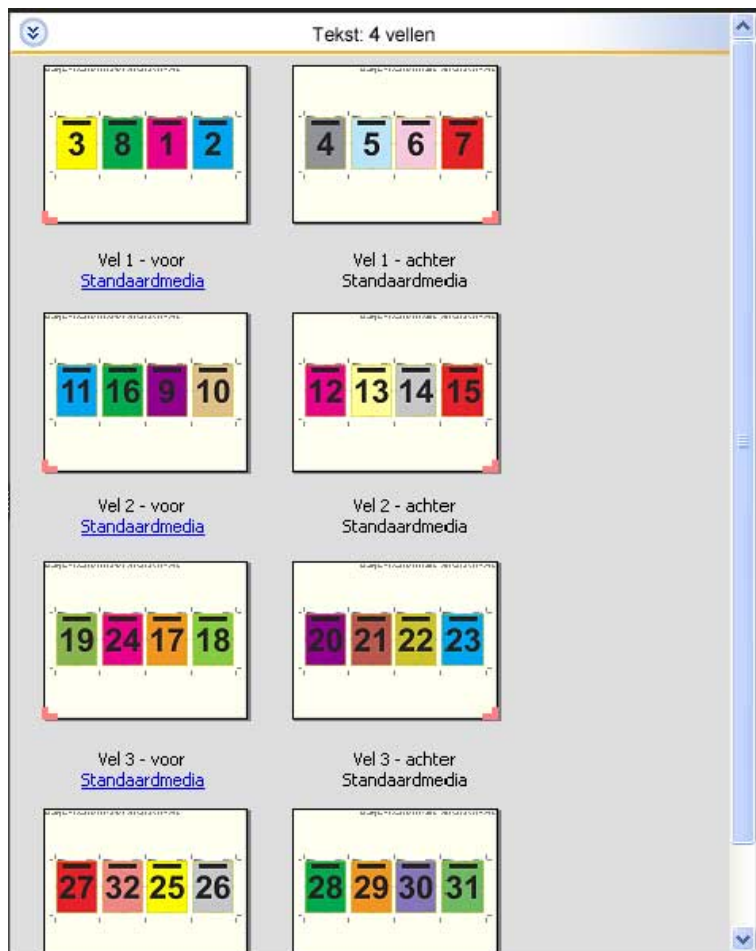 Tekst: 4 vellen
3 8 1 2
4 5 6 7
Vel 1 - voor
Standaardmedia
Vel 1 - achter
Standaardmedia
11 16 9 10
12 13 14 15
Vel 2 - voor
Standaardmedia
Vel 2 - achter
Standaardmedia
19 24 17 18
20 21 22 23
Vel 3 - voor
Standaardmedia
Vel 3 - achter
Standaardmedia
27 32 25 26
28 29 30 31